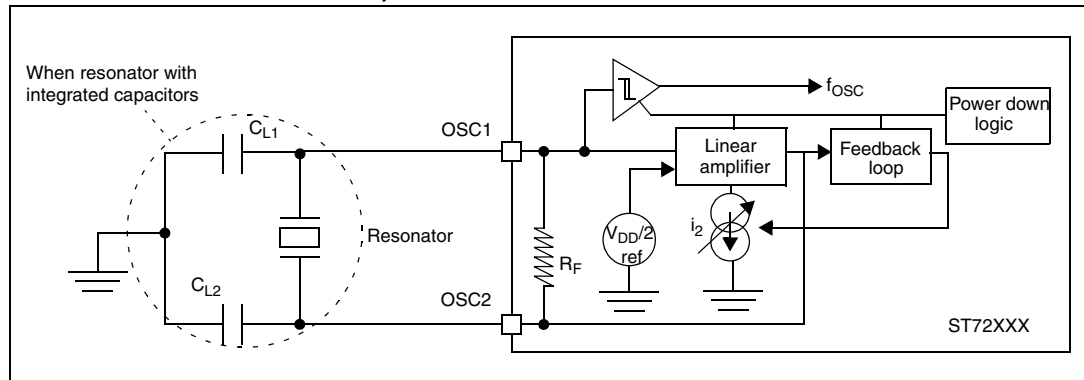 When resonator with
integrated capacitors
CL1
OSC1
fOSC
Power down
logic
Linear
amplifier
Feedback
loop
Resonator
RF
VDD/2
ref
i2
CL2
OSC2
ST72XXX